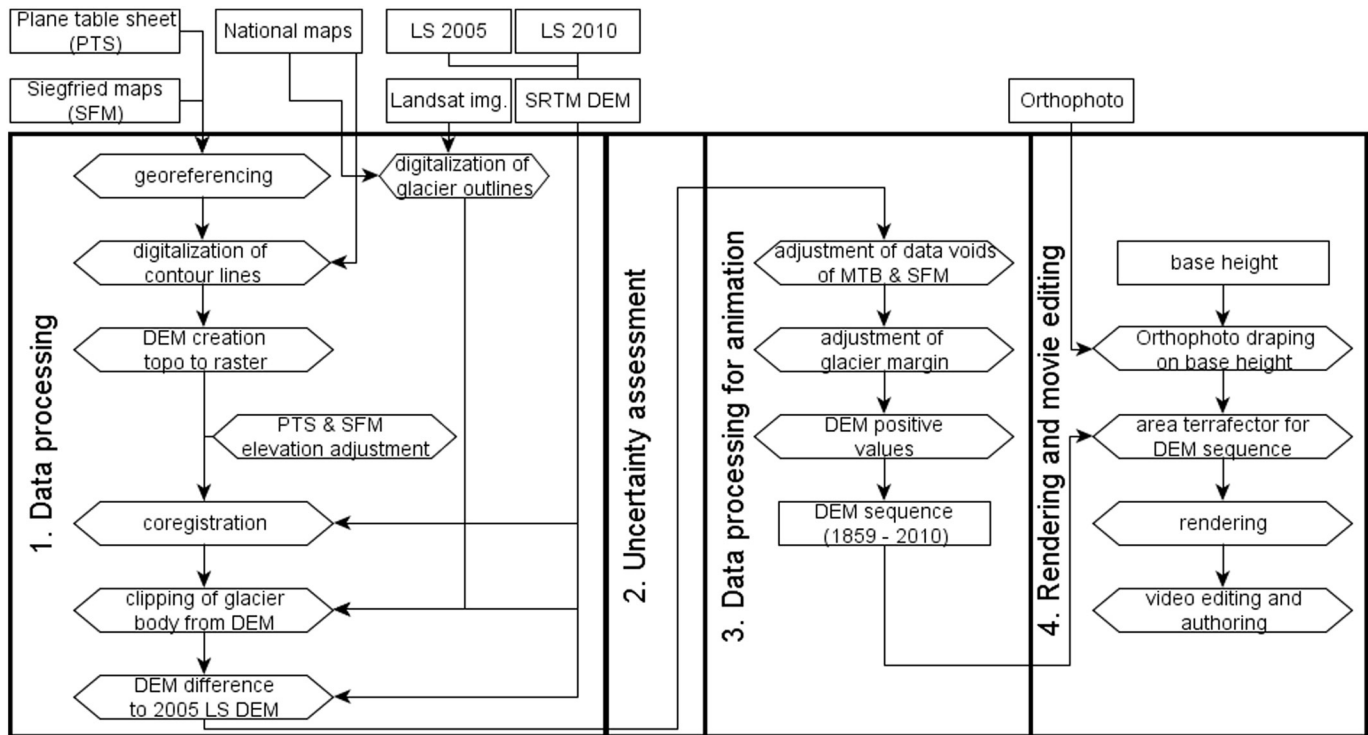 Plane table sheet
(PTS)
National maps
LS 2005
LS 2010
Siegfried maps
(SFM)
Landsat img.
SRTM DEM
Orthophoto
1. Data processing
georeferencing
digitalization of
glacier outlines
digitalization of
contour lines
DEM creation
topo to raster
PTS & SFM
elevation adjustment
coregistration
clipping of glacier
body from DEM
DEM difference
to 2005 LS DEM
2. Uncertainty assessment
3. Data processing for animation
adjustment of data voids
of MTB & SFM
adjustment of
glacier margin
DEM positive
values
DEM sequence
(1859 - 2010)
4. Rendering and movie editing
base height
Orthophoto draping
on base height
area terrafector for
DEM sequence
rendering
video editing and
authoring